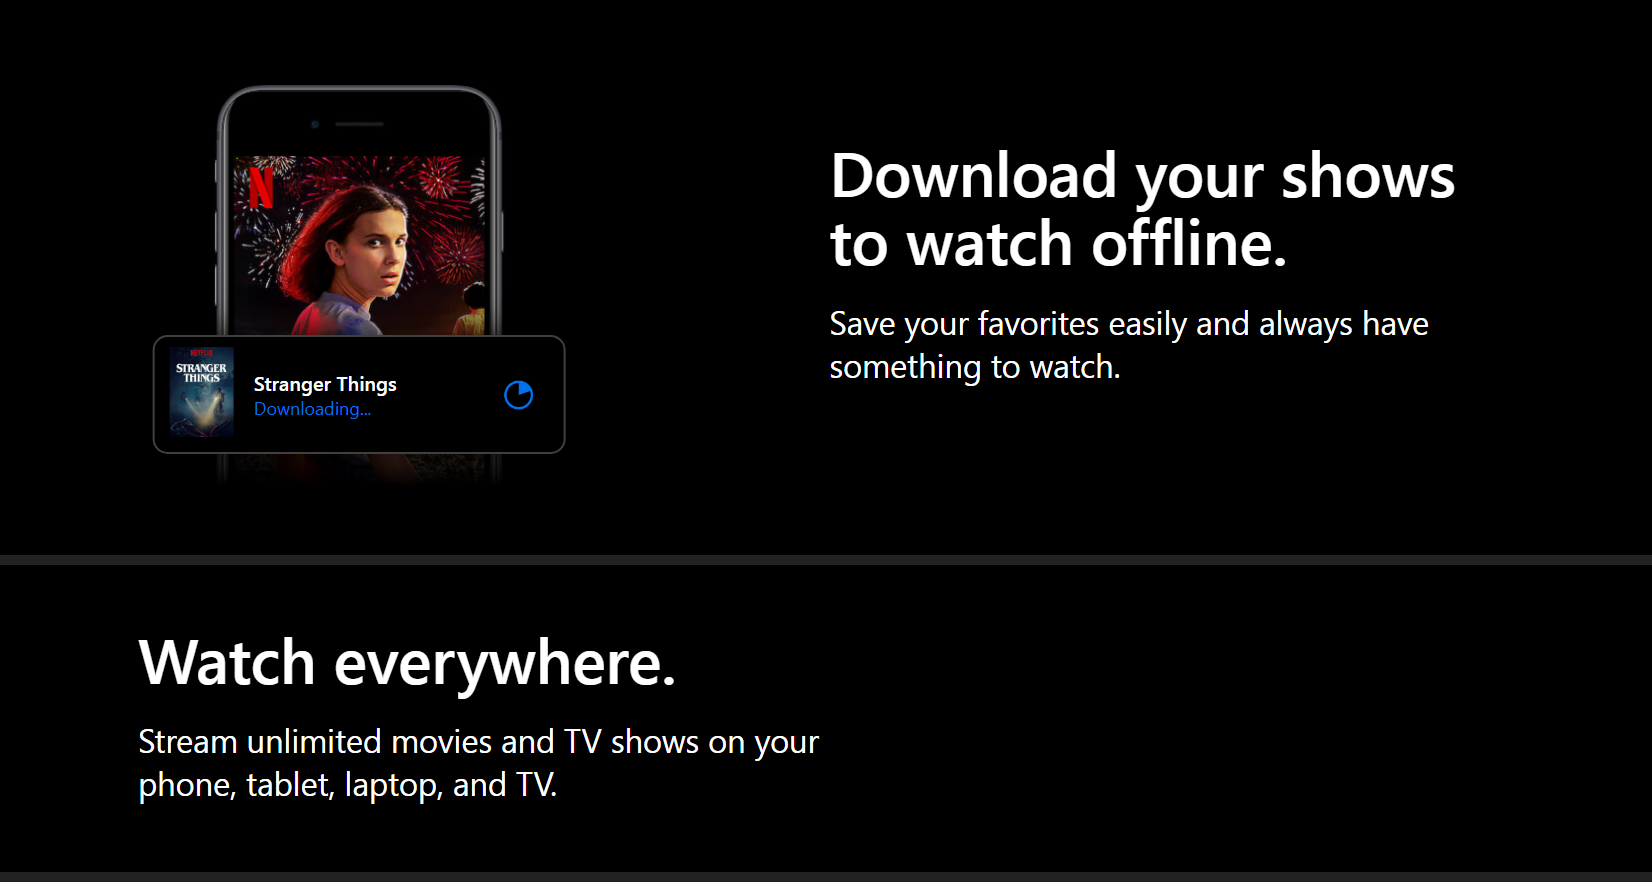 N
Download your shows
to watch offline.
Save your favorites easily and always have
something to watch.
NETFLIX
STRANGER
THINGS
Stranger Things
Downloading...
Watch everywhere.
Stream unlimited movies and TV shows on your
phone, tablet, laptop, and TV.